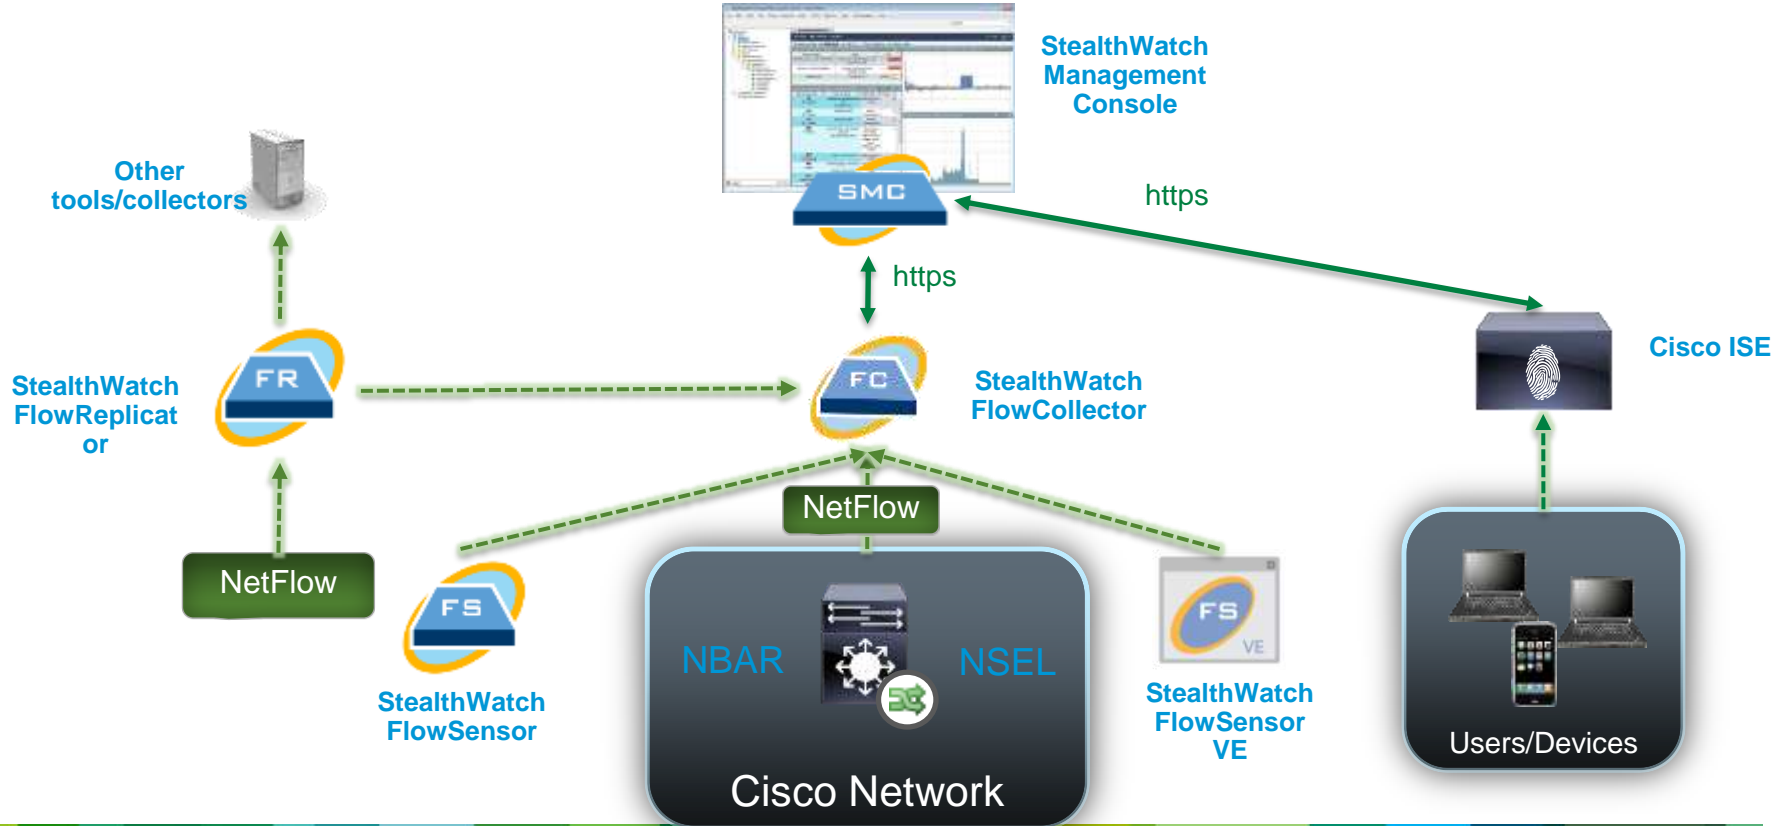 StealthWatch
Management
Console
Other
tools/collectors
SMC
https
https
FR
FC
Cisco ISE
StealthWatch
FlowReplicat
or
StealthWatch
FlowCollector
NetFlow
NetFlow
FS
FS
VE
NBAR
NSEL
StealthWatch
FlowSensor
StealthWatch
FlowSensor
VE
Users/Devices
Cisco Network